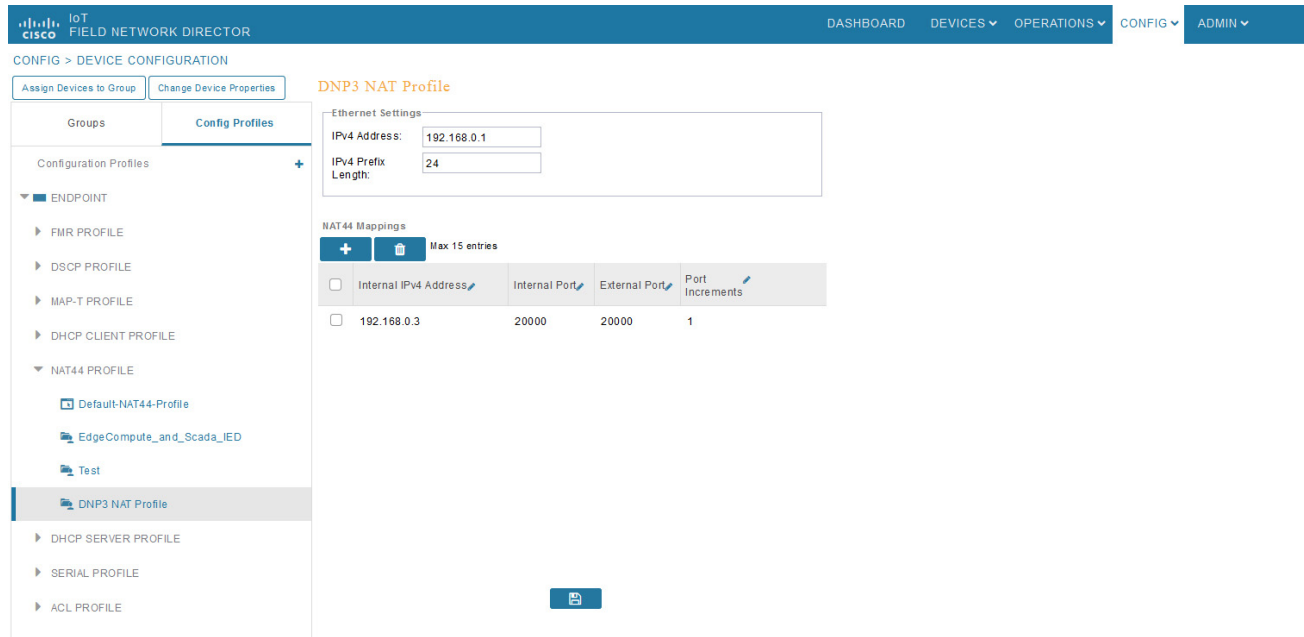 cisco IoT
FIELD NETWORK DIRECTOR
DASHBOARD DEVICES OPERATIONS CONFIG ADMIN
CONFIG > DEVICE CONFIGURATION
Assign Devices to Group Change Device Properties
Groups Config Profiles
Configuration Profiles
ENDPOINT
FMR PROFILE
DSCP PROFILE
MAP-T PROFILE
DHCP CLIENT PROFILE
NAT44 PROFILE
Default-NAT44-Profile
EdgeCompute_and_Scada_IED
Test
DNP3 NAT Profile
DHCP SERVER PROFILE
SERIAL PROFILE
ACL PROFILE
DNP3 NAT Profile
Ethernet Settings
IPv4 Address: 192.168.0.1
IPv4 Prefix
Length: 24
NAT44 Mappings
Max 15 entries
Internal IPv4 Address Internal Port External Port Port
Increments
192.168.0.3 20000 20000 1